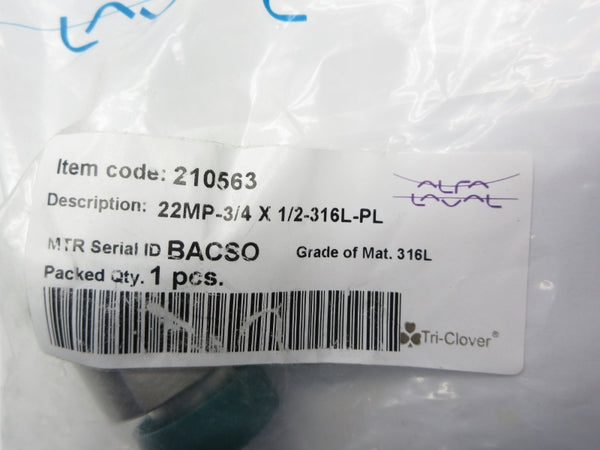 Item code: 210563
ALFA
LAVAL
Description: 22MP-3/4 X 1/2-316L-PL
MTR Serial ID BACSO
Grade of Mat. 316L
Packed Qty. 1 pcs.
Tri-Clover®